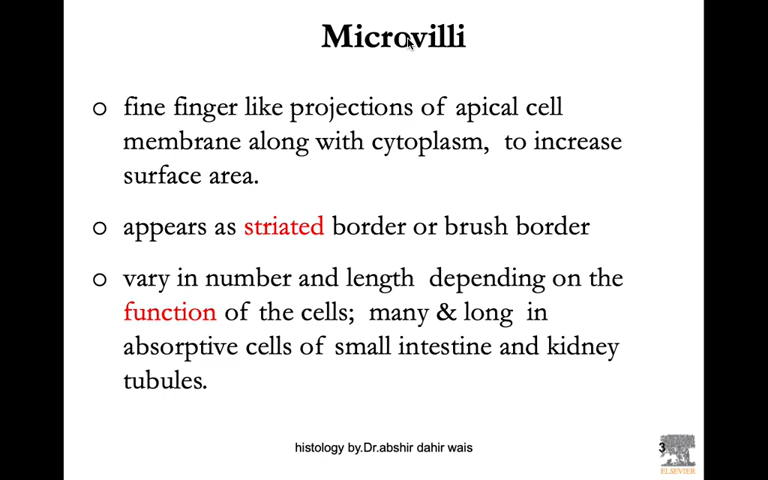 Microvilli
fine finger like projections of apical cell
membrane along with cytoplasm, to increase
surface area.
appears as striated border or brush border
vary in number and length depending on the
function of the cells; many & long in
absorptive cells of small intestine and kidney
tubules.
histology by.Dr.abshir dahir wais
3
ELSEVIER